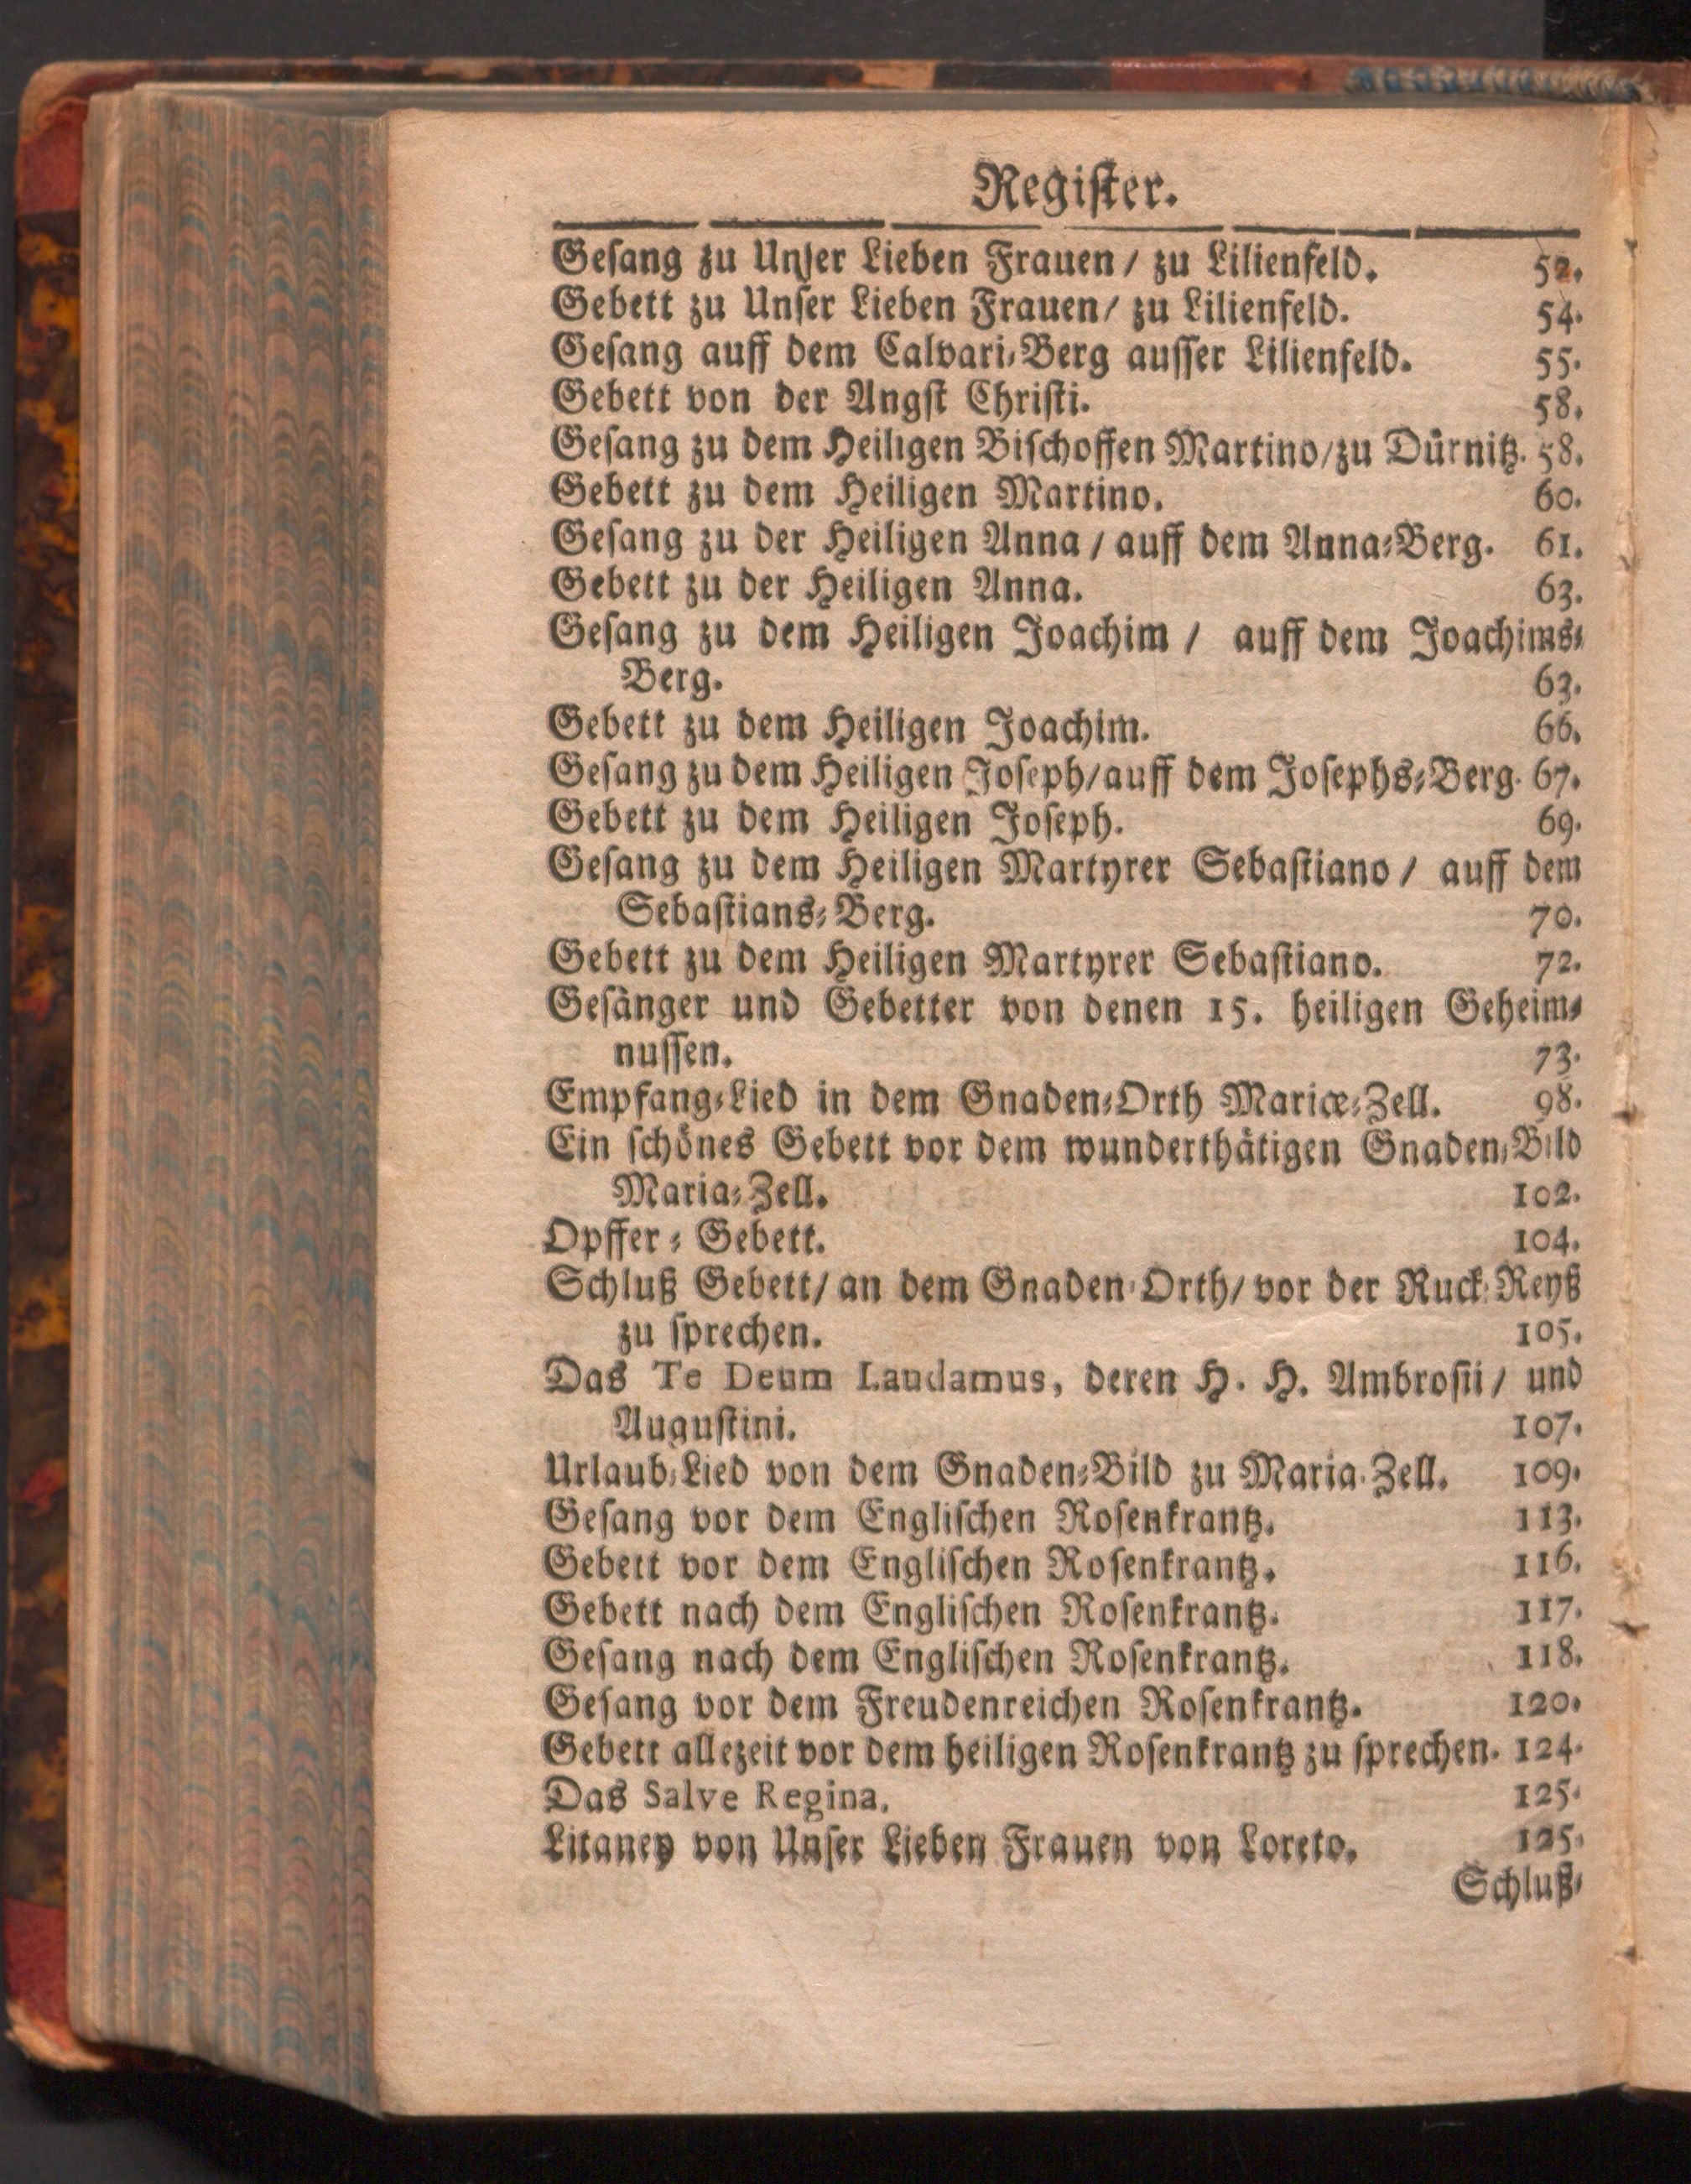 Register.
Gesang zu Unser Lieben Frauen / zu Lilienfeld. 52.
Gebett zu Unser Lieben Frauen / zu Lilienfeld. 54.
Gesang auff dem Calvari-Berg ausser Lilienfeld. 55.
Gebett von der Angst Christi. 58.
Gesang zu dem Heiligen Bischoffen Martino / zu Dürnitz. 58.
Gebett zu dem Heiligen Martino. 60.
Gesang zu der Heiligen Anna / auff dem Anna-Berg. 61.
Gebett zu der Heiligen Anna. 63.
Gesang zu dem Heiligen Joachim / auff dem Joachims-
Berg. 63.
Gebett zu dem Heiligen Joachim. 66.
Gesang zu dem Heiligen Joseph / auff dem Josephs-Berg. 67.
Gebett zu dem Heiligen Joseph. 69.
Gesang zu dem Heiligen Martyrer Sebastiano / auff dem
Sebastians-Berg. 70.
Gebett zu dem Heiligen Martyrer Sebastiano. 72.
Gesänger und Gebetter von denen 15. heiligen Geheim-
nussen. 73.
Empfang-Lied in dem Gnaden-Orth Mariæ-Zell. 98.
Ein schönes Gebett vor dem wunderthätigen Gnaden-Bild
Maria-Zell. 102.
Opffer-Gebett. 104.
Schluß Gebett / an dem Gnaden-Orth / vor der Ruck-Reyß
zu sprechen. 105.
Das Te Deum Laudamus, deren H. H. Ambrosii / und
Augustini. 107.
Urlaub-Lied von dem Gnaden-Bild zu Maria-Zell. 109.
Gesang vor dem Englischen Rosenkrantz. 113.
Gebett vor dem Englischen Rosenkrantz. 116.
Gebett nach dem Englischen Rosenkrantz. 117.
Gesang nach dem Englischen Rosenkrantz. 118.
Gesang vor dem Freudenreichen Rosenkrantz. 120.
Gebett allezeit vor dem heiligen Rosenkrantz zu sprechen. 124.
Das Salve Regina. 125.
Litaney von Unser Lieben Frauen von Loreto. 125.
Schluß-